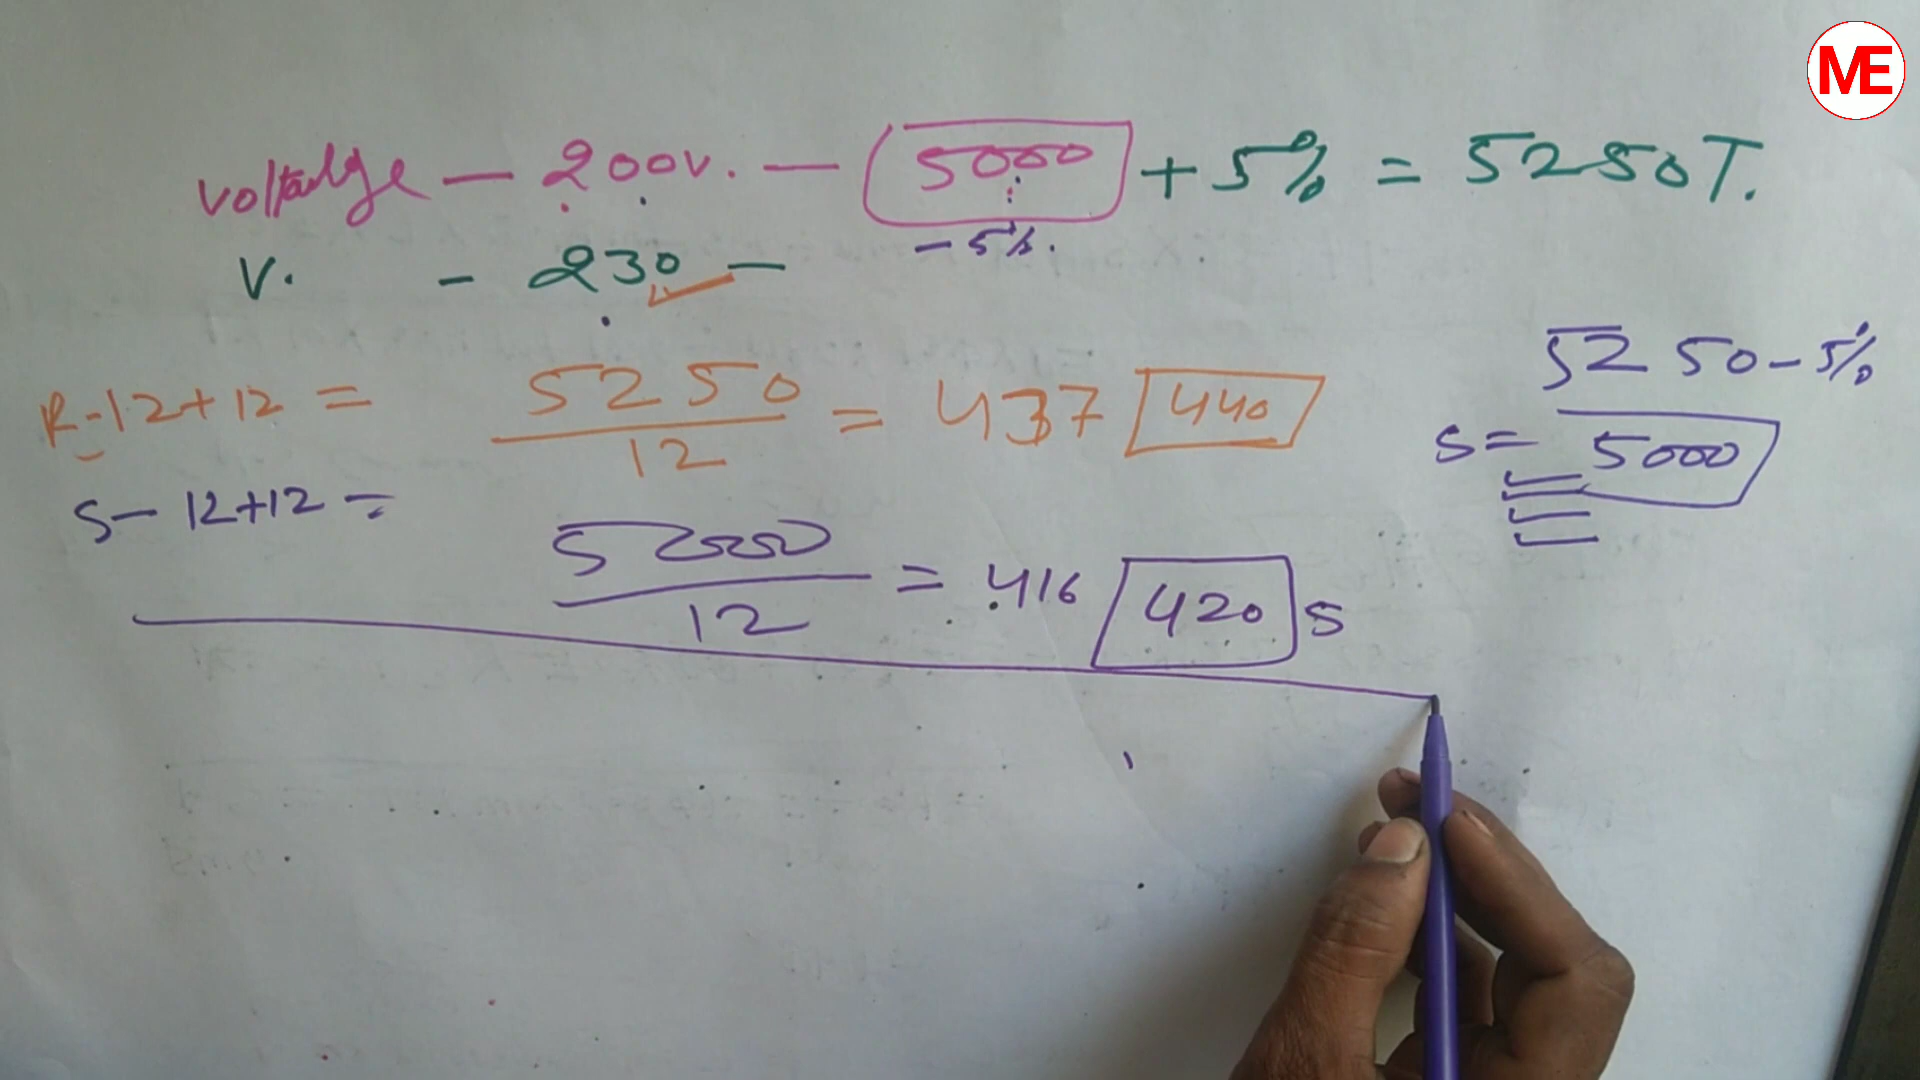 ME
voltage - 200v. - 5000 + 5% = 5250T.
- 5%.
V. - 230 -
5250 - 5%
R-12+12 = 5250/12 = 437 440
S = 5000
S - 12+12 = 
/12 = 416 420 S